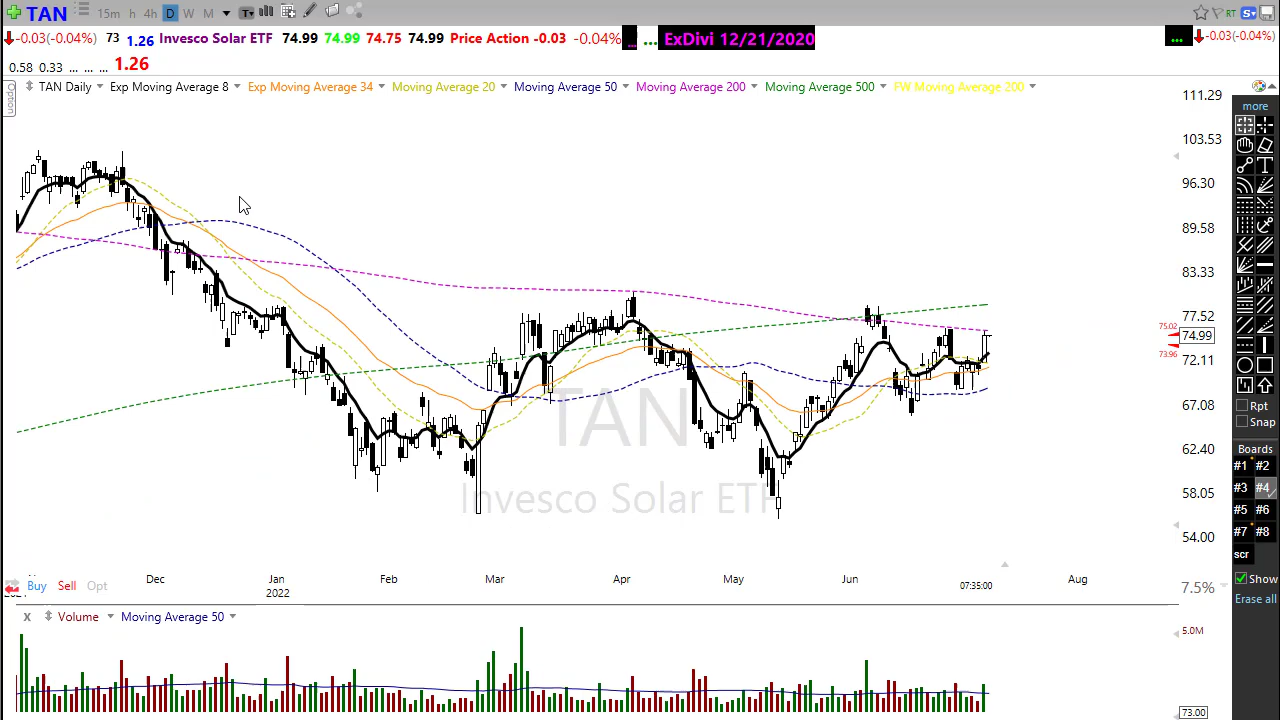 TAN 15m h 4h D W M T
RT S
-0.03(-0.04%) 73 1.26 Invesco Solar ETF 74.99 74.99 74.75 74.99 Price Action -0.03 -0.04% ... ... ExDivi 12/21/2020 ... -0.03(-0.04%)
0.58 0.33 ... ... ... 1.26
Option
TAN Daily Exp Moving Average 8 Exp Moving Average 34 Moving Average 20 Moving Average 50 Moving Average 200 Moving Average 500 FW Moving Average 200
111.29
103.53
96.30
89.58
83.33
77.52
75.02
74.99
73.96
72.11
67.08
62.40
58.05
54.00
TAN
Invesco Solar ETF
more
T
Rpt
Snap
Boards
#1 #2
#3 #4
#5 #6
#7 #8
scr
Show
Erase all
Dec Jan Feb Mar Apr May Jun 07:35:00 Aug
2022
Buy Sell Opt
7.5%
X Volume Moving Average 50
5.0M
73.00